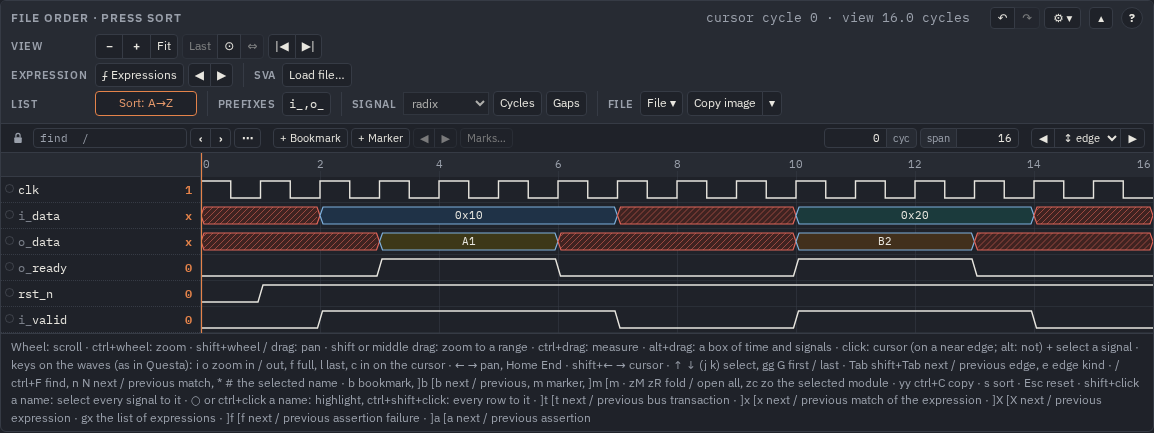 FILE ORDER · PRESS SORT cursor cycle 0 · view 16.0 cycles ↶ ↷ ⚙ ▾ ▲ ?
VIEW − + Fit Last ⊙ ⇔ |◀ ▶|
EXPRESSION ⨍ Expressions ◀ ▶ SVA Load file…
LIST Sort: A→Z PREFIXES i_,o_ SIGNAL radix Cycles Gaps FILE File ▾ Copy image ▾
find / ‹ › ⋯ + Bookmark + Marker ◀ ▶ Marks… 0 cyc span 16 ◀ ↕ edge ▶
0 2 4 6 8 10 12 14 16
clk 1
i_data x 0x10 0x20
o_data x A1 B2
o_ready 0
rst_n 0
i_valid 0
Wheel: scroll · ctrl+wheel: zoom · shift+wheel / drag: pan · shift or middle drag: zoom to a range · ctrl+drag: measure · alt+drag: a box of time and signals · click: cursor (on a near edge; alt: not) + select a signal ·
keys on the waves (as in Questa): i o zoom in / out, f full, l last, c in on the cursor · ← → pan, Home End · shift+← → cursor · ↑ ↓ (j k) select, gg G first / last · Tab shift+Tab next / previous edge, e edge kind · /
ctrl+F find, n N next / previous match, * # the selected name · b bookmark, ]b [b next / previous, m marker, ]m [m · zM zR fold / open all, zc zo the selected module · yy ctrl+C copy · s sort · Esc reset · shift+click
a name: select every signal to it · ○ or ctrl+click a name: highlight, ctrl+shift+click: every row to it · ]t [t next / previous bus transaction · ]x [x next / previous match of the expression · ]X [X next / previous
expression · gx the list of expressions · ]f [f next / previous assertion failure · ]a [a next / previous assertion